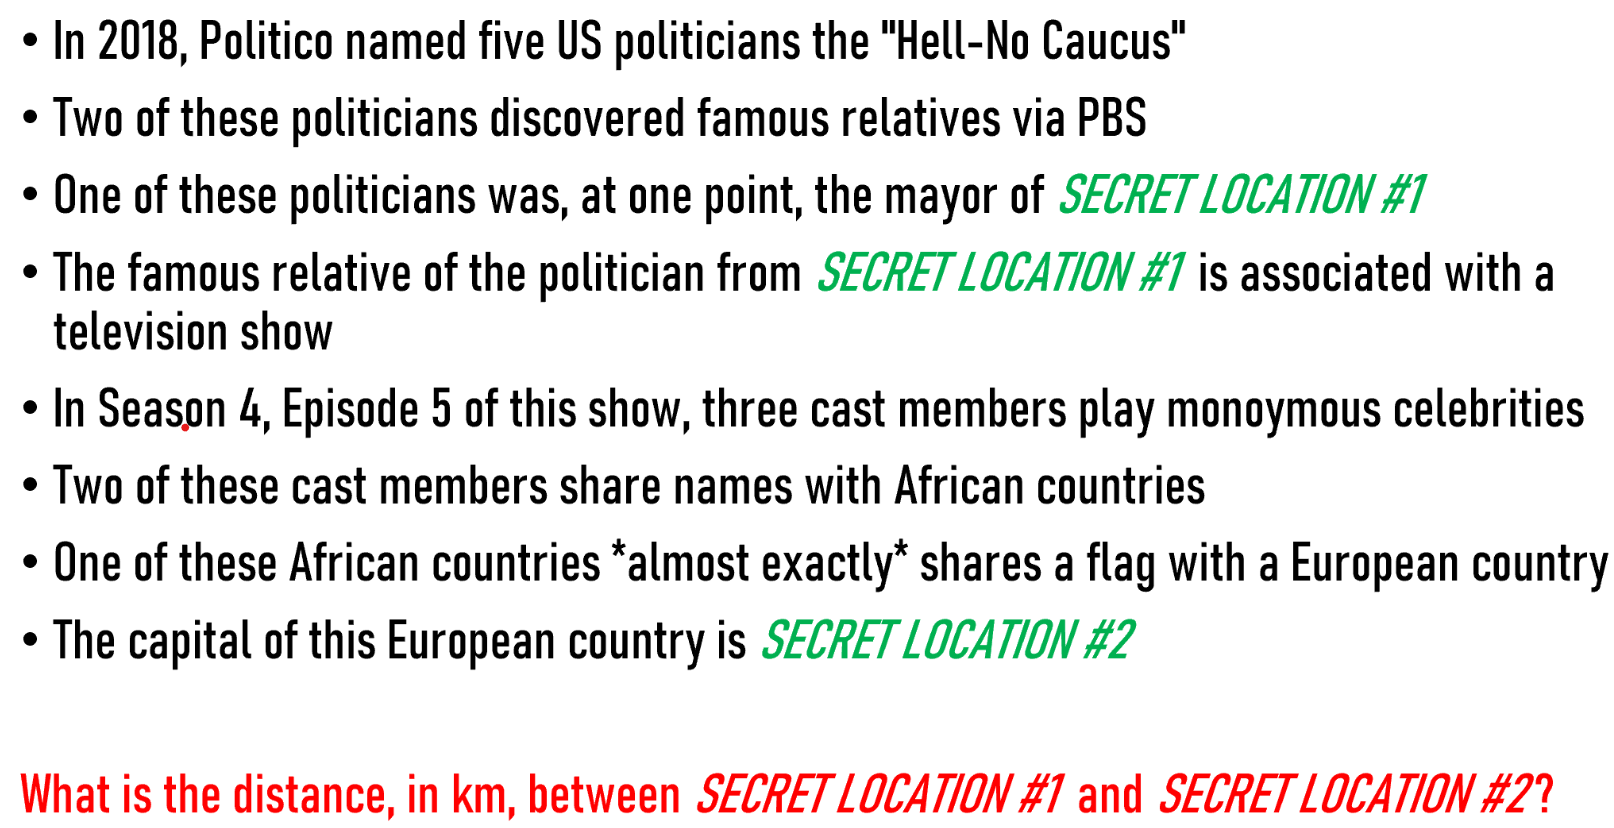 • In 2018, Politico named five US politicians the "Hell-No Caucus"
• Two of these politicians discovered famous relatives via PBS
• One of these politicians was, at one point, the mayor of SECRET LOCATION #1
• The famous relative of the politician from SECRET LOCATION #1 is associated with a
television show
• In Season 4, Episode 5 of this show, three cast members play monoymous celebrities
• Two of these cast members share names with African countries
• One of these African countries *almost exactly* shares a flag with a European country
• The capital of this European country is SECRET LOCATION #2
What is the distance, in km, between SECRET LOCATION #1 and SECRET LOCATION #2?